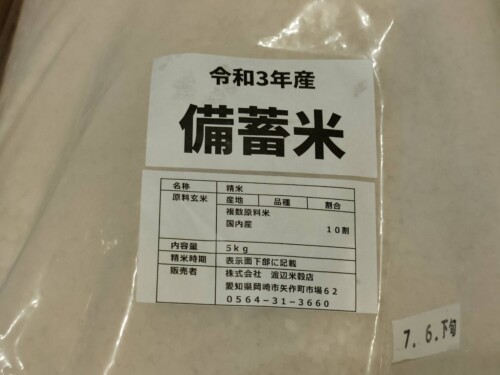 令和3年産
備蓄米
名称 精米
原料玄米 産地 品種 割合
複数原料米
国内産 10割
内容量 5kg
精米時期 表示面下部に記載
販売者 株式会社 渡辺米穀店
愛知県岡崎市矢作町市場62
0564-31-3660
7.6.下旬